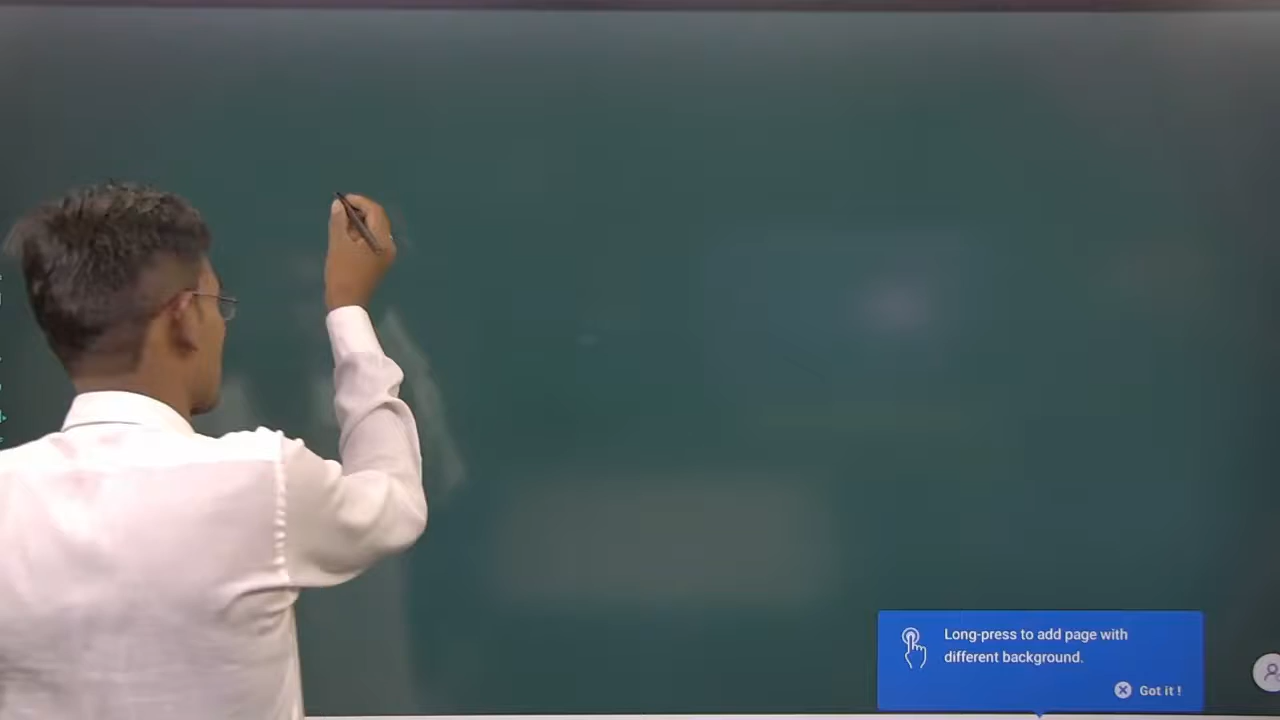 Long-press to add page with
different background.
Got it !